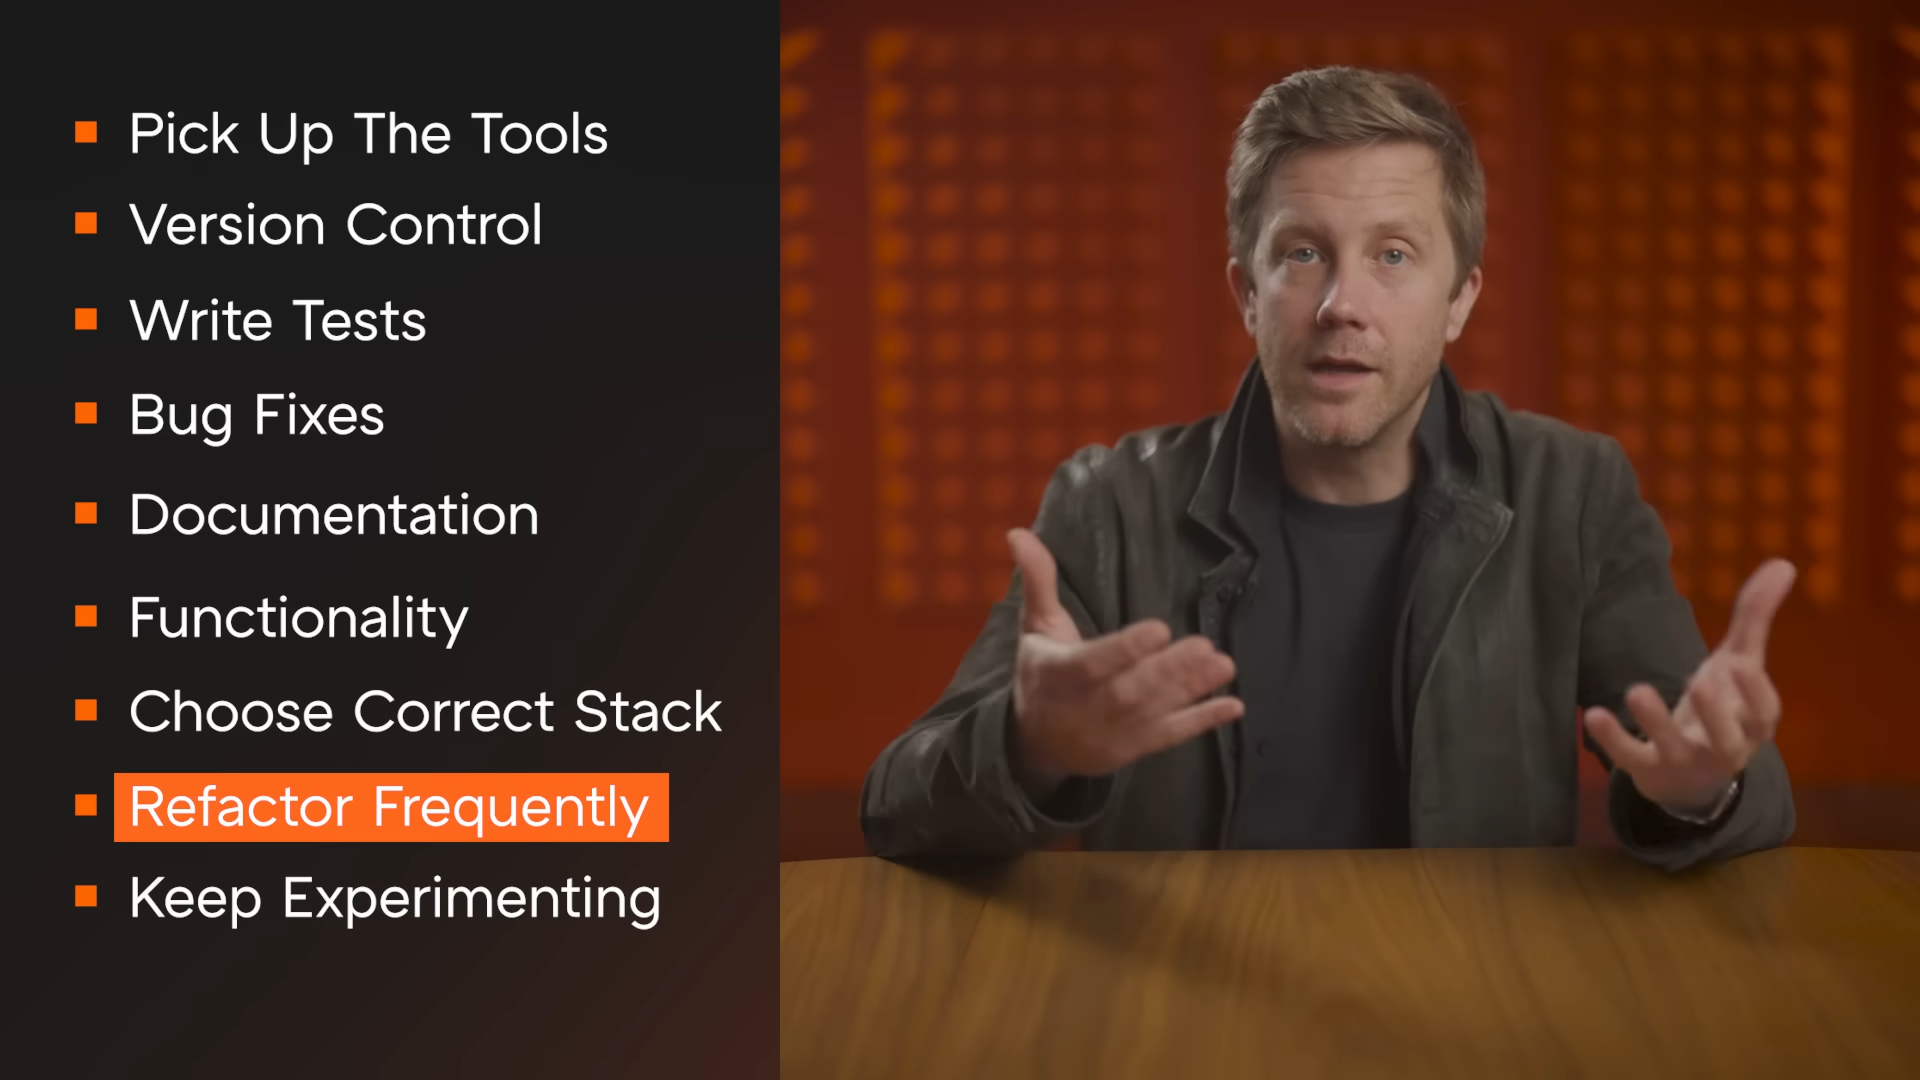 Pick Up The Tools
Version Control
Write Tests
Bug Fixes
Documentation
Functionality
Choose Correct Stack
Refactor Frequently
Keep Experimenting